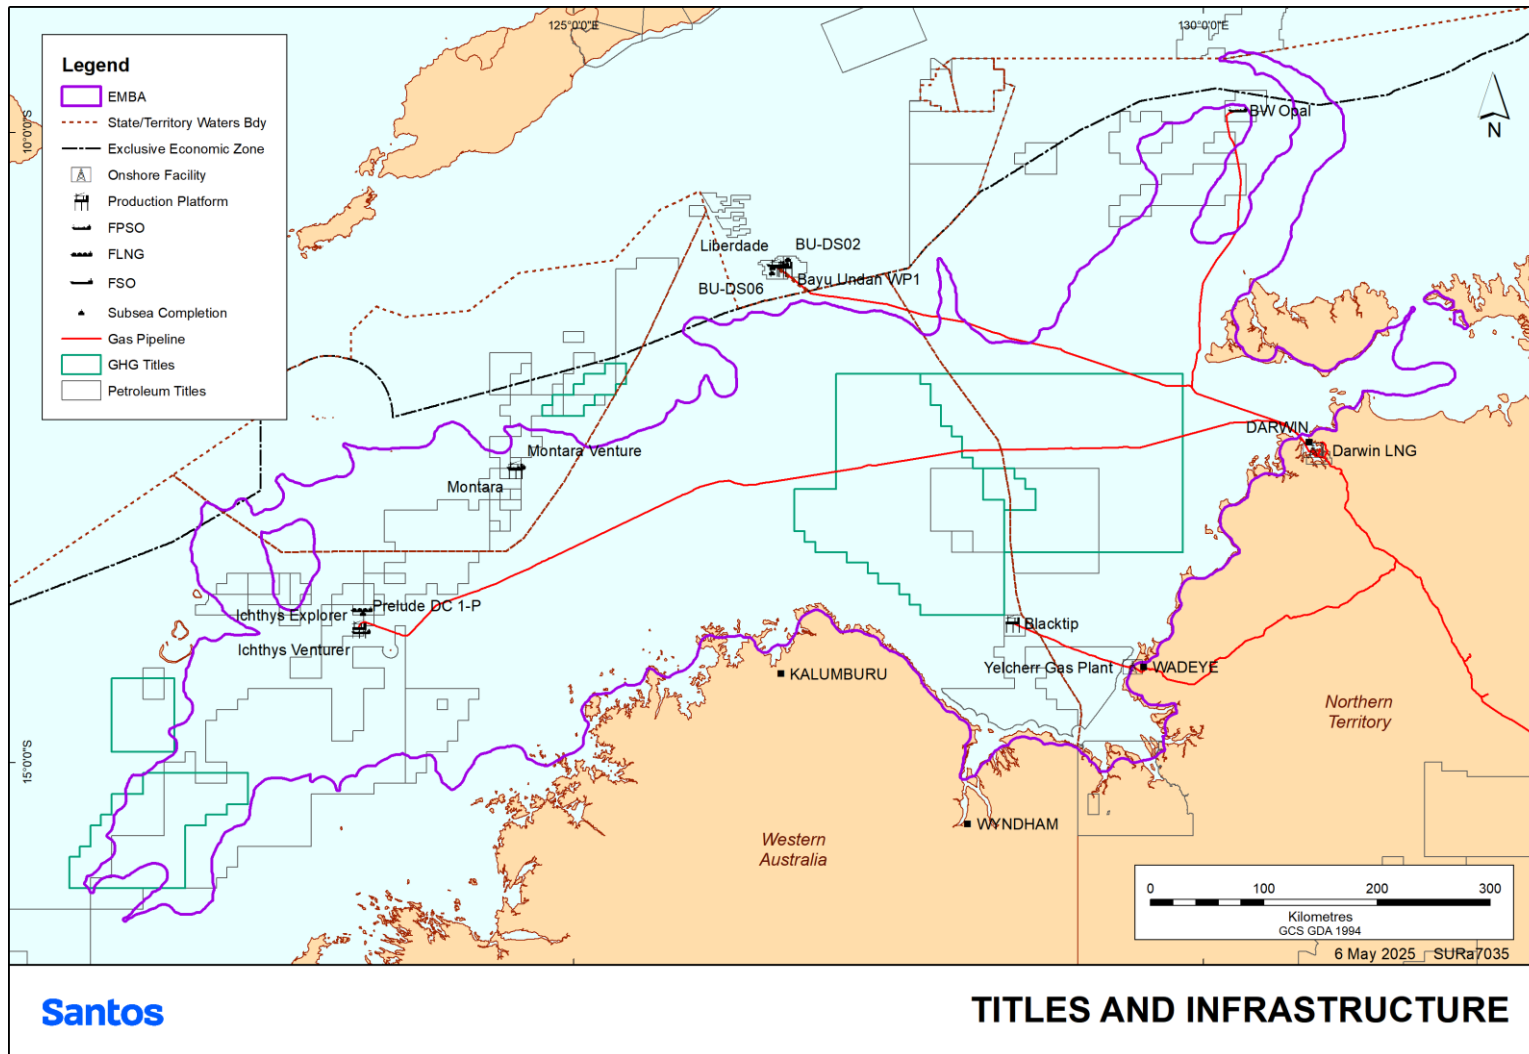 125°0'0"E
130°0'0"E
10°0'0"S
15°0'0"S
Legend
EMBA
State/Territory Waters Bdy
Exclusive Economic Zone
Onshore Facility
Production Platform
FPSO
FLNG
FSO
Subsea Completion
Gas Pipeline
GHG Titles
Petroleum Titles
N
BW Opal
Liberdade
BU-DS02
BU-DS06
Bayu Undan WP1
Montara Venture
Montara
DARWIN
Darwin LNG
Ichthys Explorer
Prelude DC 1-P
Ichthys Venturer
Blacktip
Yelcherr Gas Plant
WADEYE
KALUMBURU
Northern
Territory
WYNDHAM
Western
Australia
0 100 200 300
Kilometres
GCS GDA 1994
6 May 2025 SURa7035
Santos
TITLES AND INFRASTRUCTURE